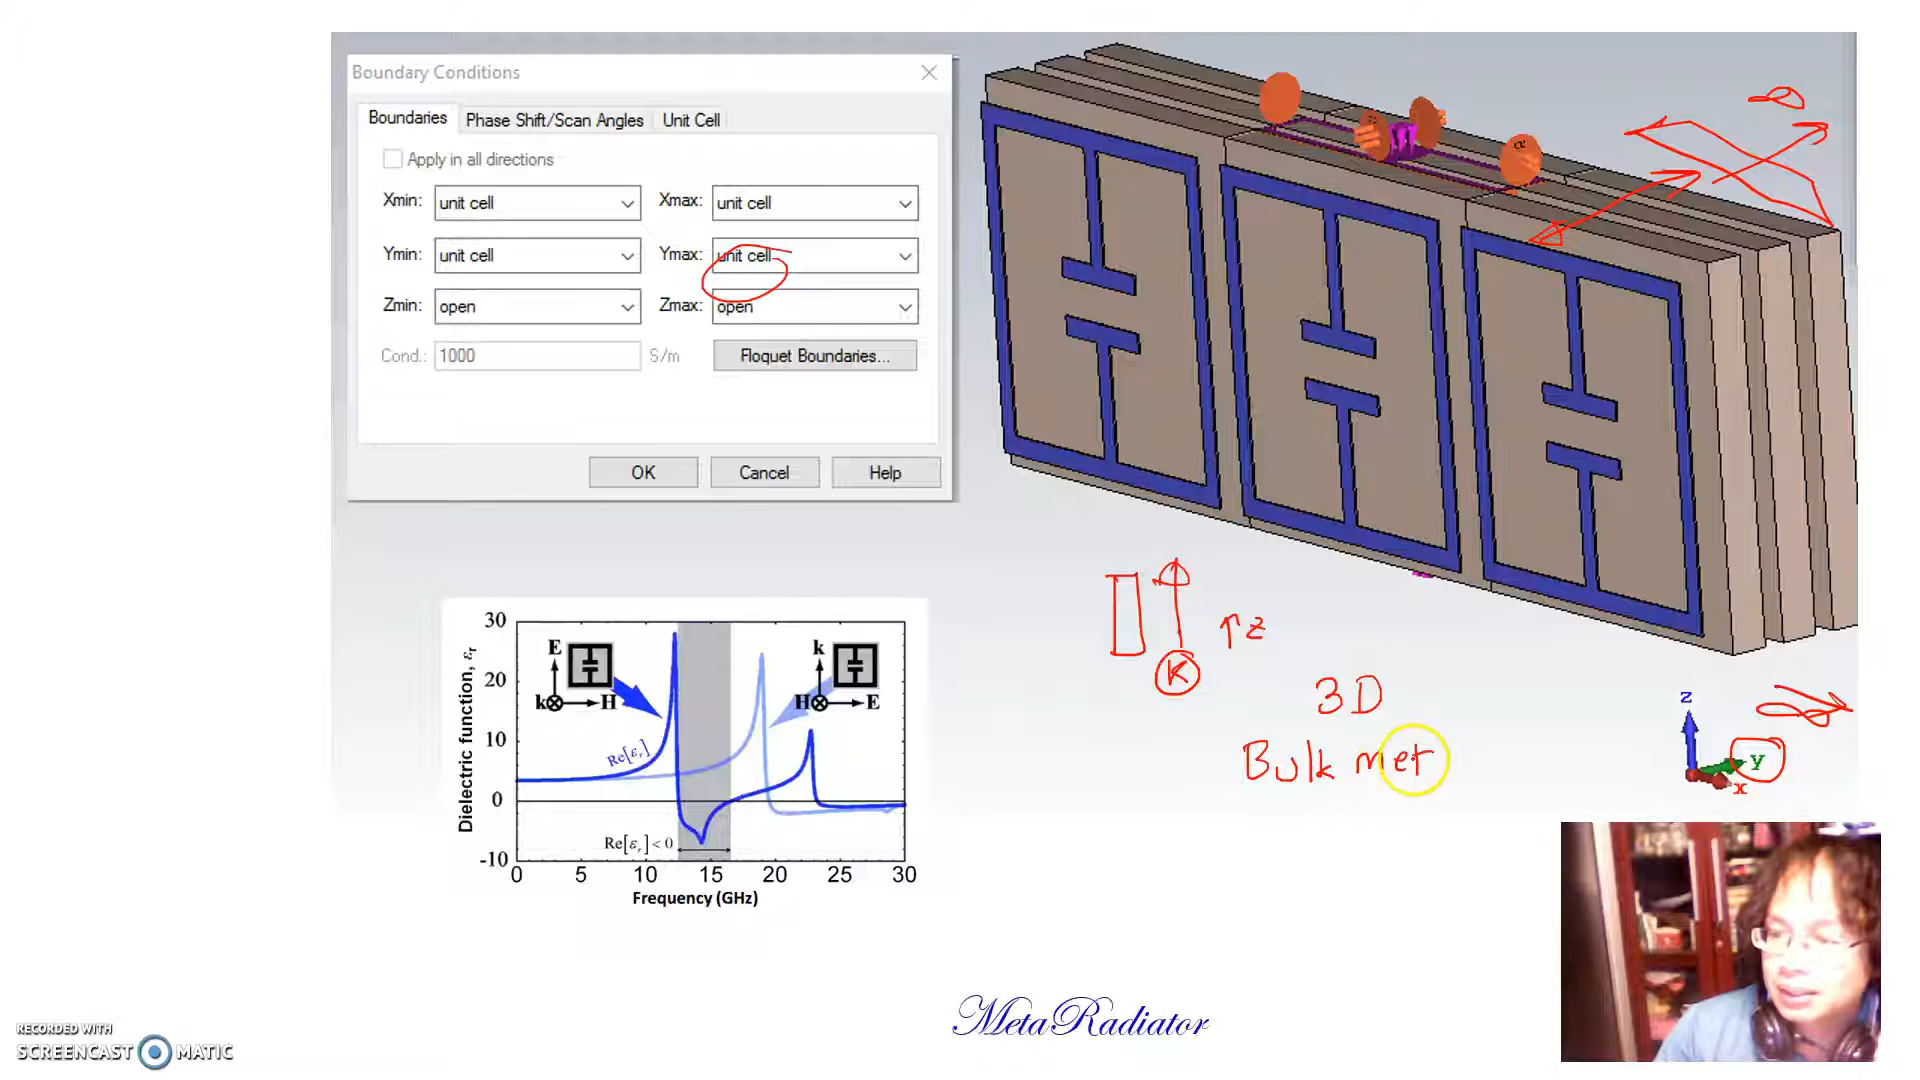 Boundary Conditions
Boundaries Phase Shift/Scan Angles Unit Cell
Apply in all directions
Xmin: unit cell Xmax: unit cell
Ymin: unit cell Ymax: unit cell
Zmin: open Zmax: open
Cond.: 1000 S/m Floquet Boundaries...
OK Cancel Help
α
↑z
K
3D
Bulk met
z
y
x
30
20
10
0
-10
Dielectric function, εr
E
k H
k
H E
Re[εr]
Re[εr]<0
0 5 10 15 20 25 30
Frequency (GHz)
MetaRadiator
RECORDED WITH
SCREENCAST MATIC